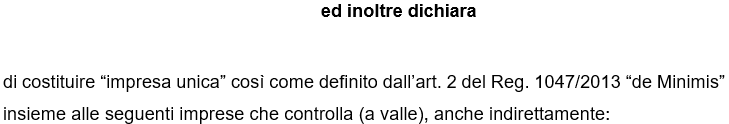 ed inoltre dichiara
di costituire “impresa unica” così come definito dall’art. 2 del Reg. 1047/2013 “de Minimis”
insieme alle seguenti imprese che controlla (a valle), anche indirettamente: